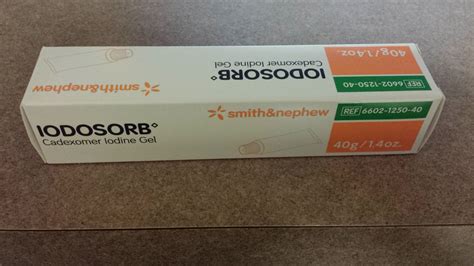 IODOSORB◊
Cadexomer Iodine Gel
smith&nephew
REF 6602-1250-40
40g/1.4oz.
IODOSORB◊
Cadexomer Iodine Gel
smith&nephew
REF 6602-1250-40
40g/1.4oz.